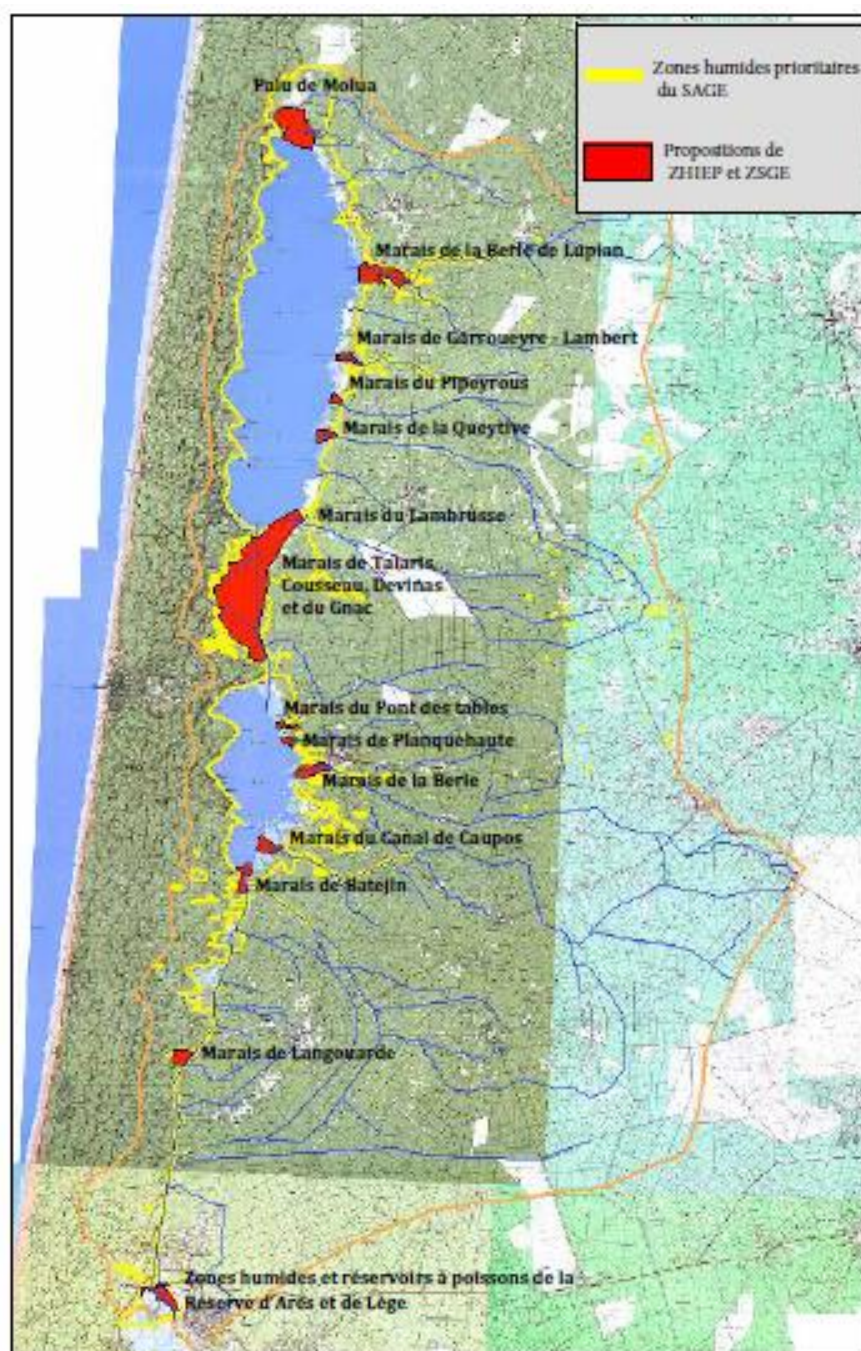 Zones humides prioritaires
du SAGE
Propositions de
ZHIEP et ZSGE
Palu de Molua
Marais de la Berle de Lupian
Marais de Garroueyre - Lambert
Marais du Pipeyrous
Marais de la Queytive
Marais du Lambrusse
Marais de Talaris,
Cousseau, Devinas
et du Gnac
Marais du Pont des tables
Marais de Planquehaute
Marais de la Berle
Marais du Canal de Caupos
Marais de Batejin
Marais de Langouarde
Zones humides et réservoirs à poissons de la
Réserve d'Arès et de Lège